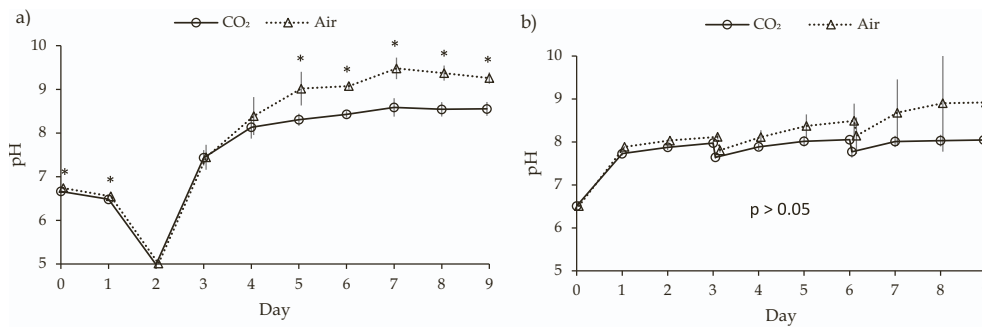 a)
CO₂
Air
10
9
8
7
6
5
pH
* * * * * * *
0 1 2 3 4 5 6 7 8 9
Day
b)
CO₂
Air
10
9
8
7
6
5
pH
p > 0.05
0 1 2 3 4 5 6 7 8
Day